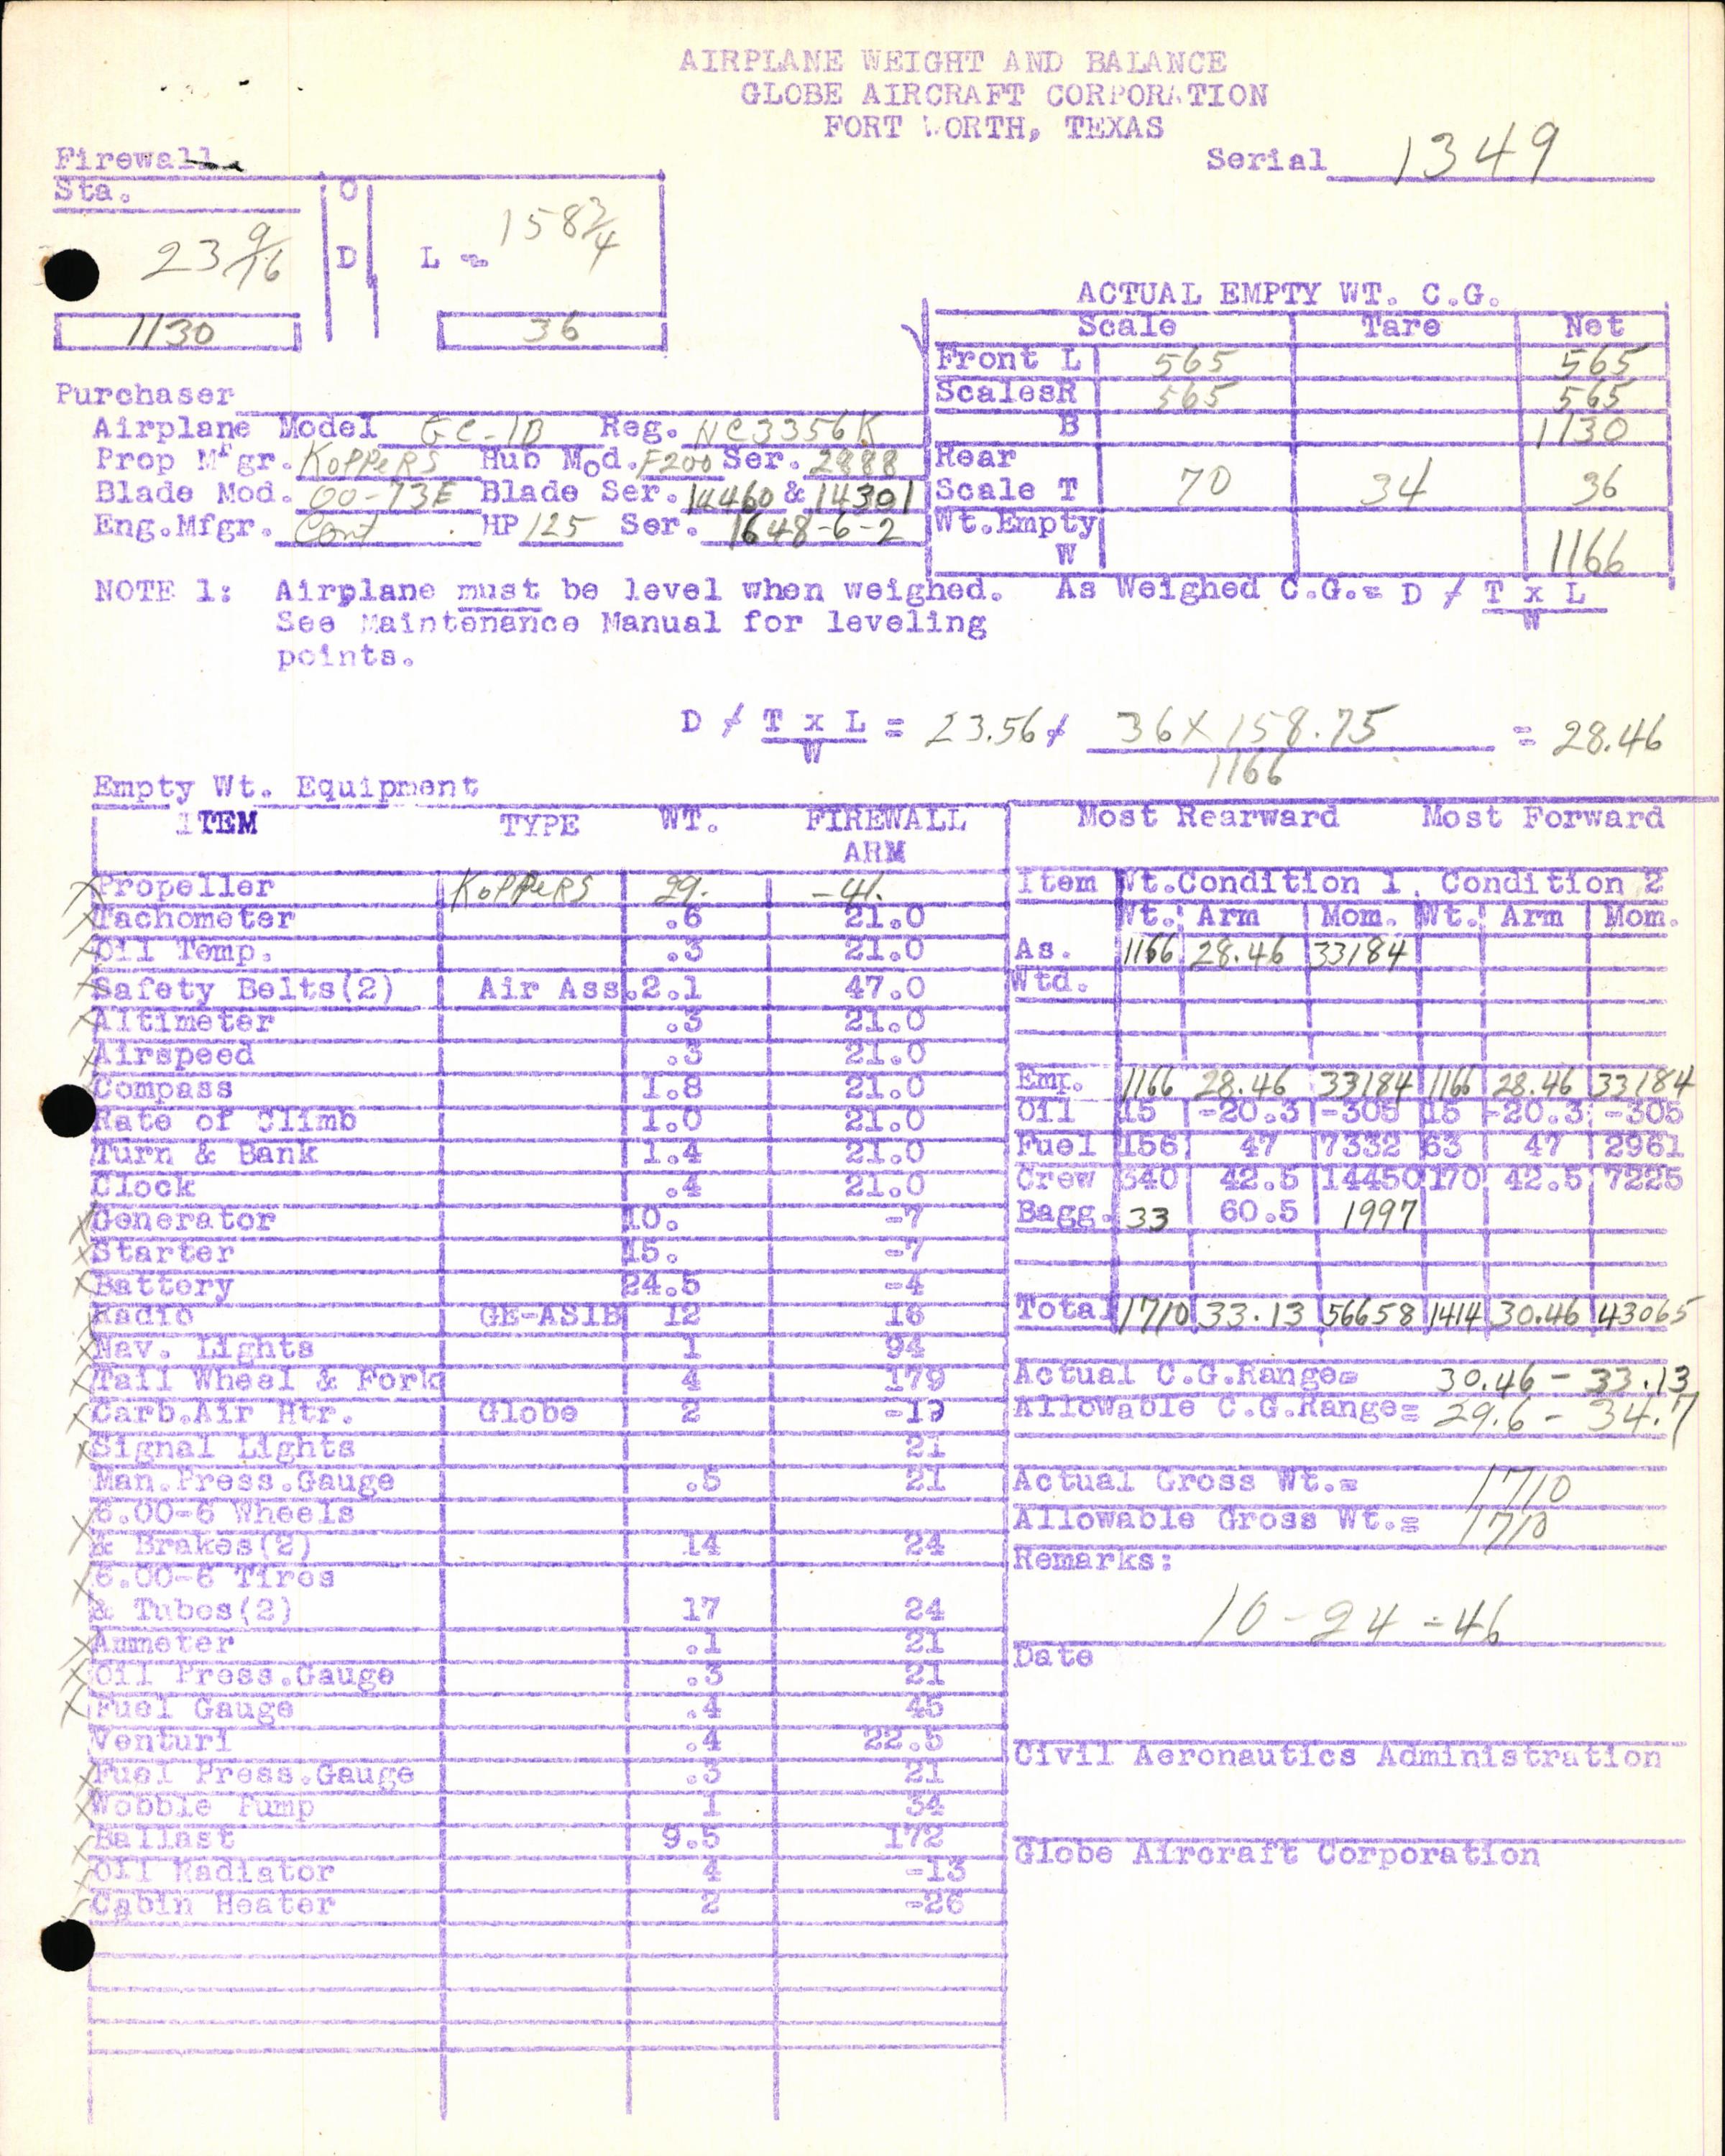 AIRPLANE WEIGHT AND BALANCE
GLOBE AIRCRAFT CORPORATION
FORT WORTH, TEXAS
Serial 1349
Firewall
Sta.
O
23 9/16
D
L = 158 3/4
1130
36
ACTUAL EMPTY WT. C.G.
Scale Tare Net
Front L 565 565
Scales R 565 565
B 1130
Rear
Scale T 70 34 36
Wt.Empty
W 1166
Purchaser
Airplane Model GC-1B Reg. NC3356K
Prop Mfgr. KOPPERS Hub Mod. F200 Ser. 2888
Blade Mod. 00-73E Blade Ser. 14460 & 14301
Eng.Mfgr. Cont. HP 125 Ser. 1648-6-2
NOTE 1: Airplane must be level when weighed. As Weighed C.G.= D ≠ T x L
W
See Maintenance Manual for leveling
points.
D ≠ T x L = 23.56 ≠ 36 X 158.75 = 28.46
W 1166
Empty Wt. Equipment
ITEM TYPE WT. FIREWALL
ARM
X Propeller KOPPERS 29. -41.
X Tachometer .6 21.0
X Oil Temp. .3 21.0
X Safety Belts(2) Air Ass. 2.1 47.0
X Altimeter .3 21.0
X Airspeed .3 21.0
X Compass 1.8 21.0
Rate of Climb 1.0 21.0
Turn & Bank 1.4 21.0
Clock .4 21.0
X Generator 10. -7
X Starter 15. -7
X Battery 24.5 -4
X Radio GE-AS1B 12 16
X Nav. Lights 1 94
X Tail Wheel & Fork 4 179
X Carb.Air Htr. Globe 2 -19
X Signal Lights 21
Man.Press.Gauge .5 21
X 6.00-6 Wheels
& Brakes(2) 14 24
X 6.00-6 Tires
& Tubes(2) 17 24
X Ammeter .1 21
X Oil Press.Gauge .3 21
X Fuel Gauge .4 45
Venturi .4 22.5
X Fuel Press.Gauge .3 21
X Wobble Pump 1 34
X Ballast 9.5 172
X Oil Radiator 4 -13
Cabin Heater 2 -26
Most Rearward Most Forward
Item Wt.Condition 1. Condition 2
Wt. Arm Mom. Wt. Arm Mom.
As. 1166 28.46 33184
Wtd.
Emp. 1166 28.46 33184 1166 28.46 33184
Oil 15 -20.3 -305 15 -20.3 -305
Fuel 156 47 7332 63 47 2961
Crew 340 42.5 14450 170 42.5 7225
Bagg. 33 60.5 1997
Total 1710 33.13 56658 1414 30.46 43065
Actual C.G.Range= 30.46 - 33.13
Allowable C.G.Range= 29.6 - 34.7
Actual Gross Wt.= 1710
Allowable Gross Wt.= 1710
Remarks:
10-24-46
Date
Civil Aeronautics Administration
Globe Aircraft Corporation